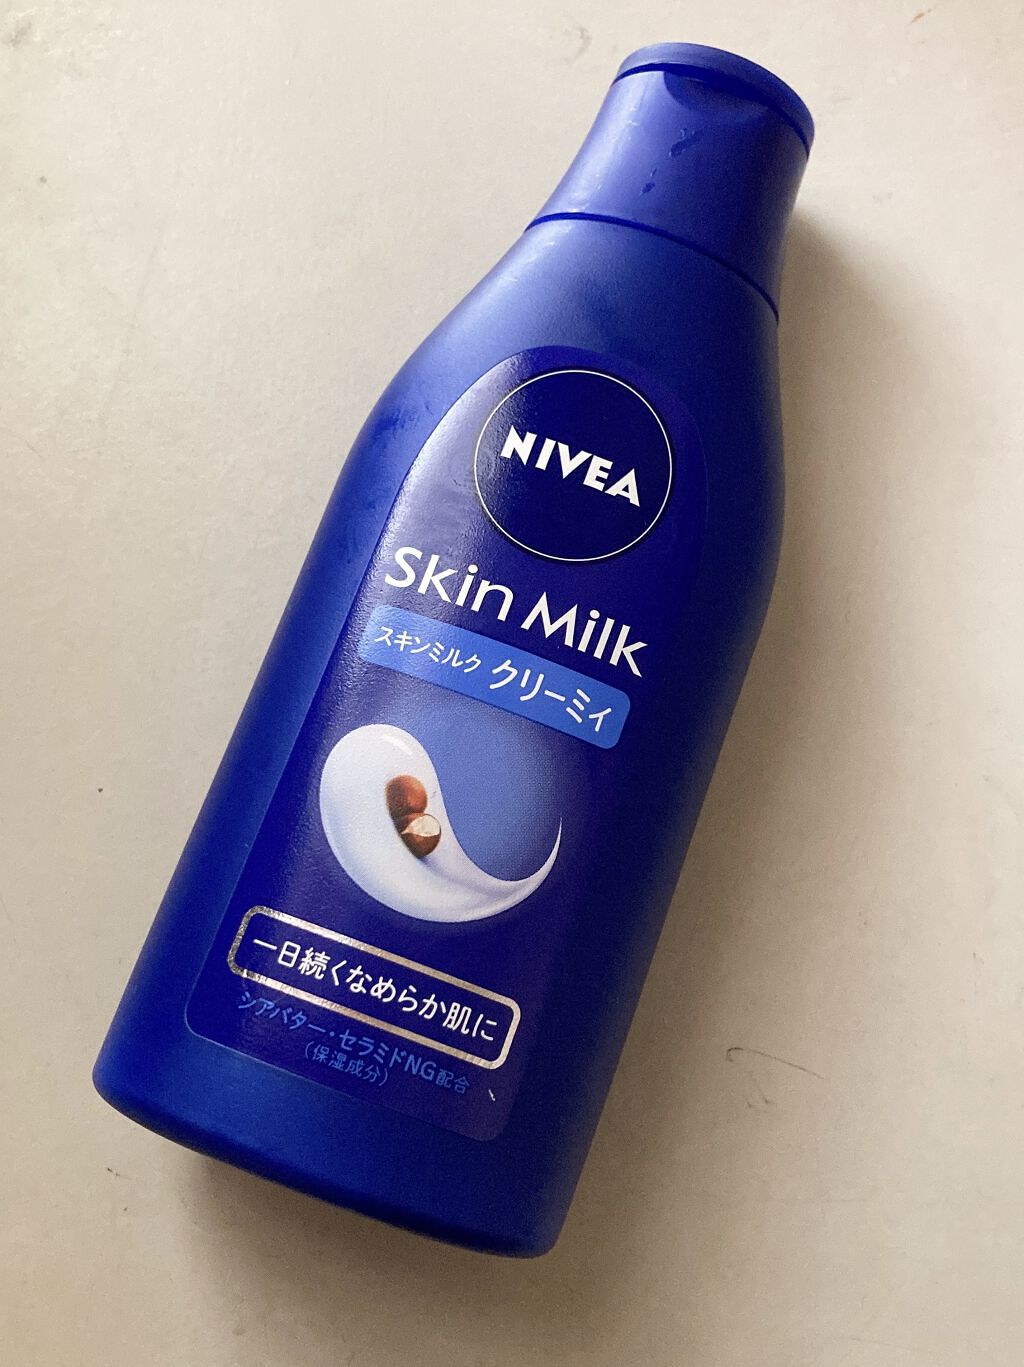 NIVEA
Skin Milk
スキンミルク クリーミィ
一日続くなめらか肌に
シアバター・セラミドNG配合
（保湿成分）